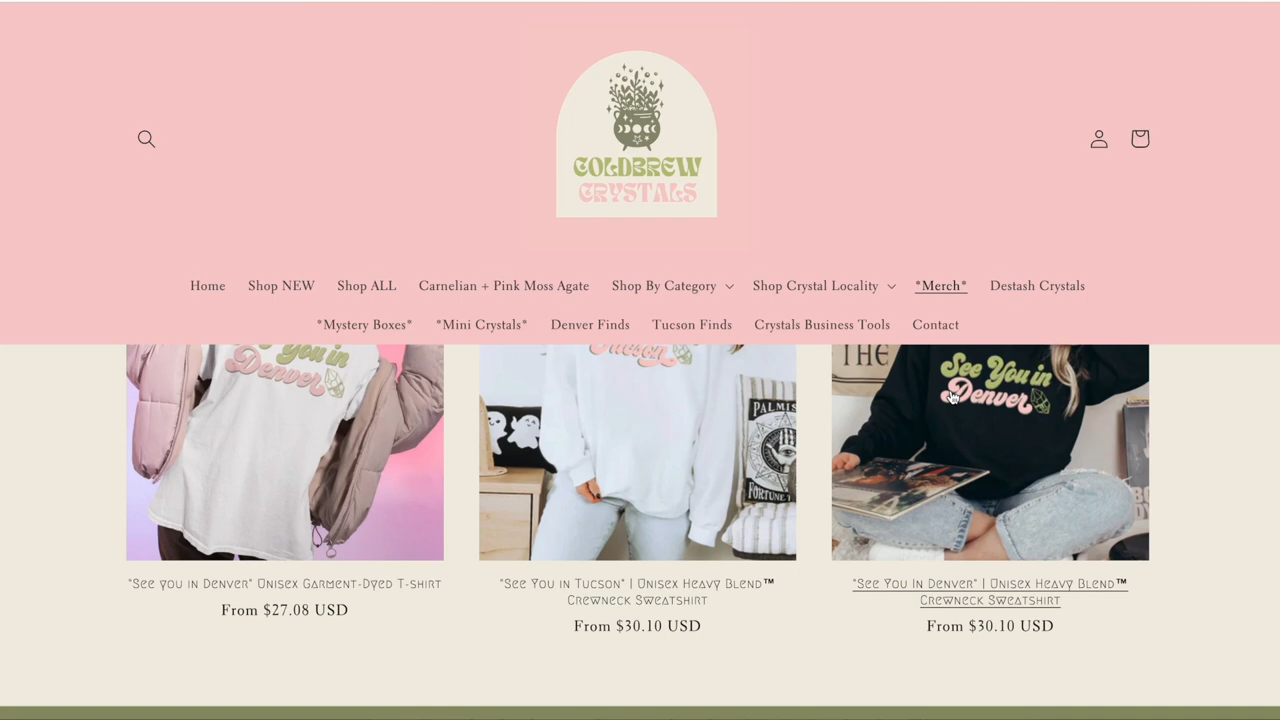 COLDBREW
CRYSTALS
Home Shop NEW Shop ALL Carnelian + Pink Moss Agate Shop By Category Shop Crystal Locality *Merch* Destash Crystals
*Mystery Boxes* *Mini Crystals* Denver Finds Tucson Finds Crystals Business Tools Contact
You in
Denver
Tucson
PALMIS
FORTUNE T
THE
See You in
Denver
"See you in Denver" Unisex Garment-Dyed T-shirt
From $27.08 USD
"See You in Tucson" | Unisex Heavy Blend™
Crewneck Sweatshirt
From $30.10 USD
"See You In Denver" | Unisex Heavy Blend™
Crewneck Sweatshirt
From $30.10 USD